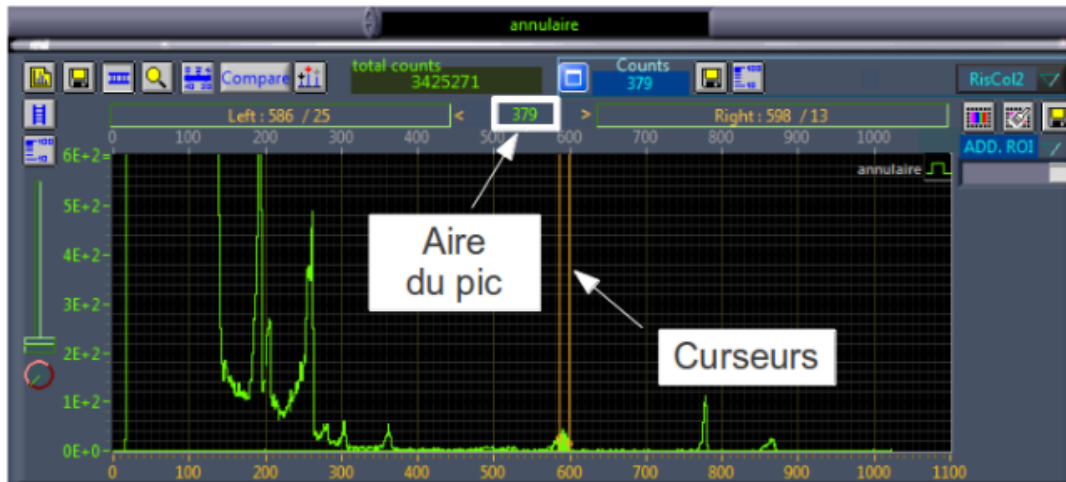 annulaire
Compare
total counts
3425271
Counts
379
RisCol2
Left : 586 / 25
<
379
>
Right : 598 / 13
0 100 200 300 400 500 600 700 800 900 1000
ADD. ROI
annulaire
6E+2
5E+2
4E+2
3E+2
2E+2
1E+2
0E+0
Aire
du pic
Curseurs
0 100 200 300 400 500 600 700 800 900 1000 1100